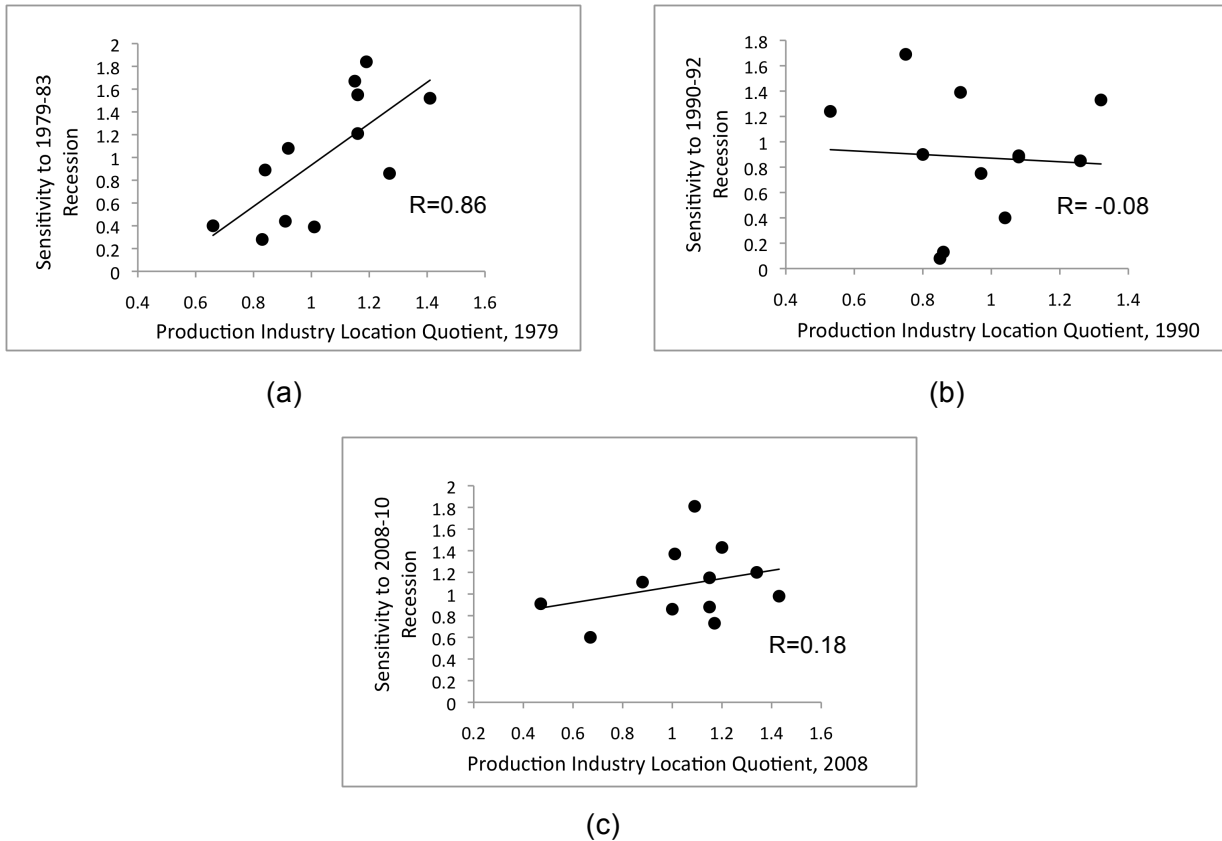 2
1.8
1.6
1.4
1.2
1
0.8
0.6
0.4
0.2
0
Sensitivity to 1979-83
Recession
R=0.86
0.4 0.6 0.8 1 1.2 1.4 1.6
Production Industry Location Quotient, 1979
(a)
1.8
1.6
1.4
1.2
1
0.8
0.6
0.4
0.2
0
Sensitivity to 1990-92
Recession
R= -0.08
0.4 0.6 0.8 1 1.2 1.4
Production Industry Location Quotient, 1990
(b)
2
1.8
1.6
1.4
1.2
1
0.8
0.6
0.4
0.2
0
Sensitivity to 2008-10
Recession
R=0.18
0.2 0.4 0.6 0.8 1 1.2 1.4 1.6
Production Industry Location Quotient, 2008
(c)